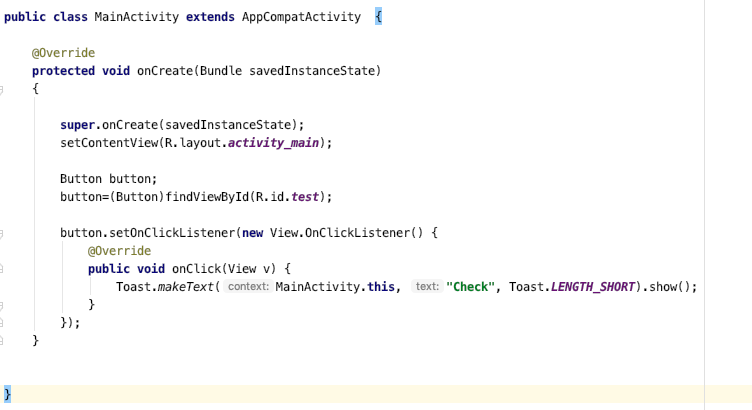 public class MainActivity extends AppCompatActivity {
@Override
protected void onCreate(Bundle savedInstanceState)
{
super.onCreate(savedInstanceState);
setContentView(R.layout.activity_main);
Button button;
button=(Button)findViewById(R.id.test);
button.setOnClickListener(new View.OnClickListener() {
@Override
public void onClick(View v) {
Toast.makeText( context: MainActivity.this, text: "Check", Toast.LENGTH_SHORT).show();
}
});
}
}